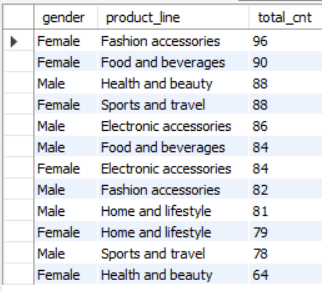 gender product_line total_cnt
Female Fashion accessories 96
Female Food and beverages 90
Male Health and beauty 88
Female Sports and travel 88
Male Electronic accessories 86
Male Food and beverages 84
Female Electronic accessories 84
Male Fashion accessories 82
Male Home and lifestyle 81
Female Home and lifestyle 79
Male Sports and travel 78
Female Health and beauty 64